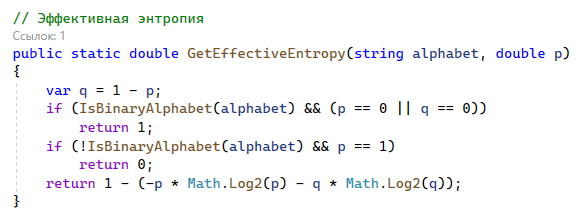 // Эффективная энтропия
Ссылок: 1
public static double GetEffectiveEntropy(string alphabet, double p)
{
    var q = 1 - p;
    if (IsBinaryAlphabet(alphabet) && (p == 0 || q == 0))
        return 1;
    if (!IsBinaryAlphabet(alphabet) && p == 1)
        return 0;
    return 1 - (-p * Math.Log2(p) - q * Math.Log2(q));
}